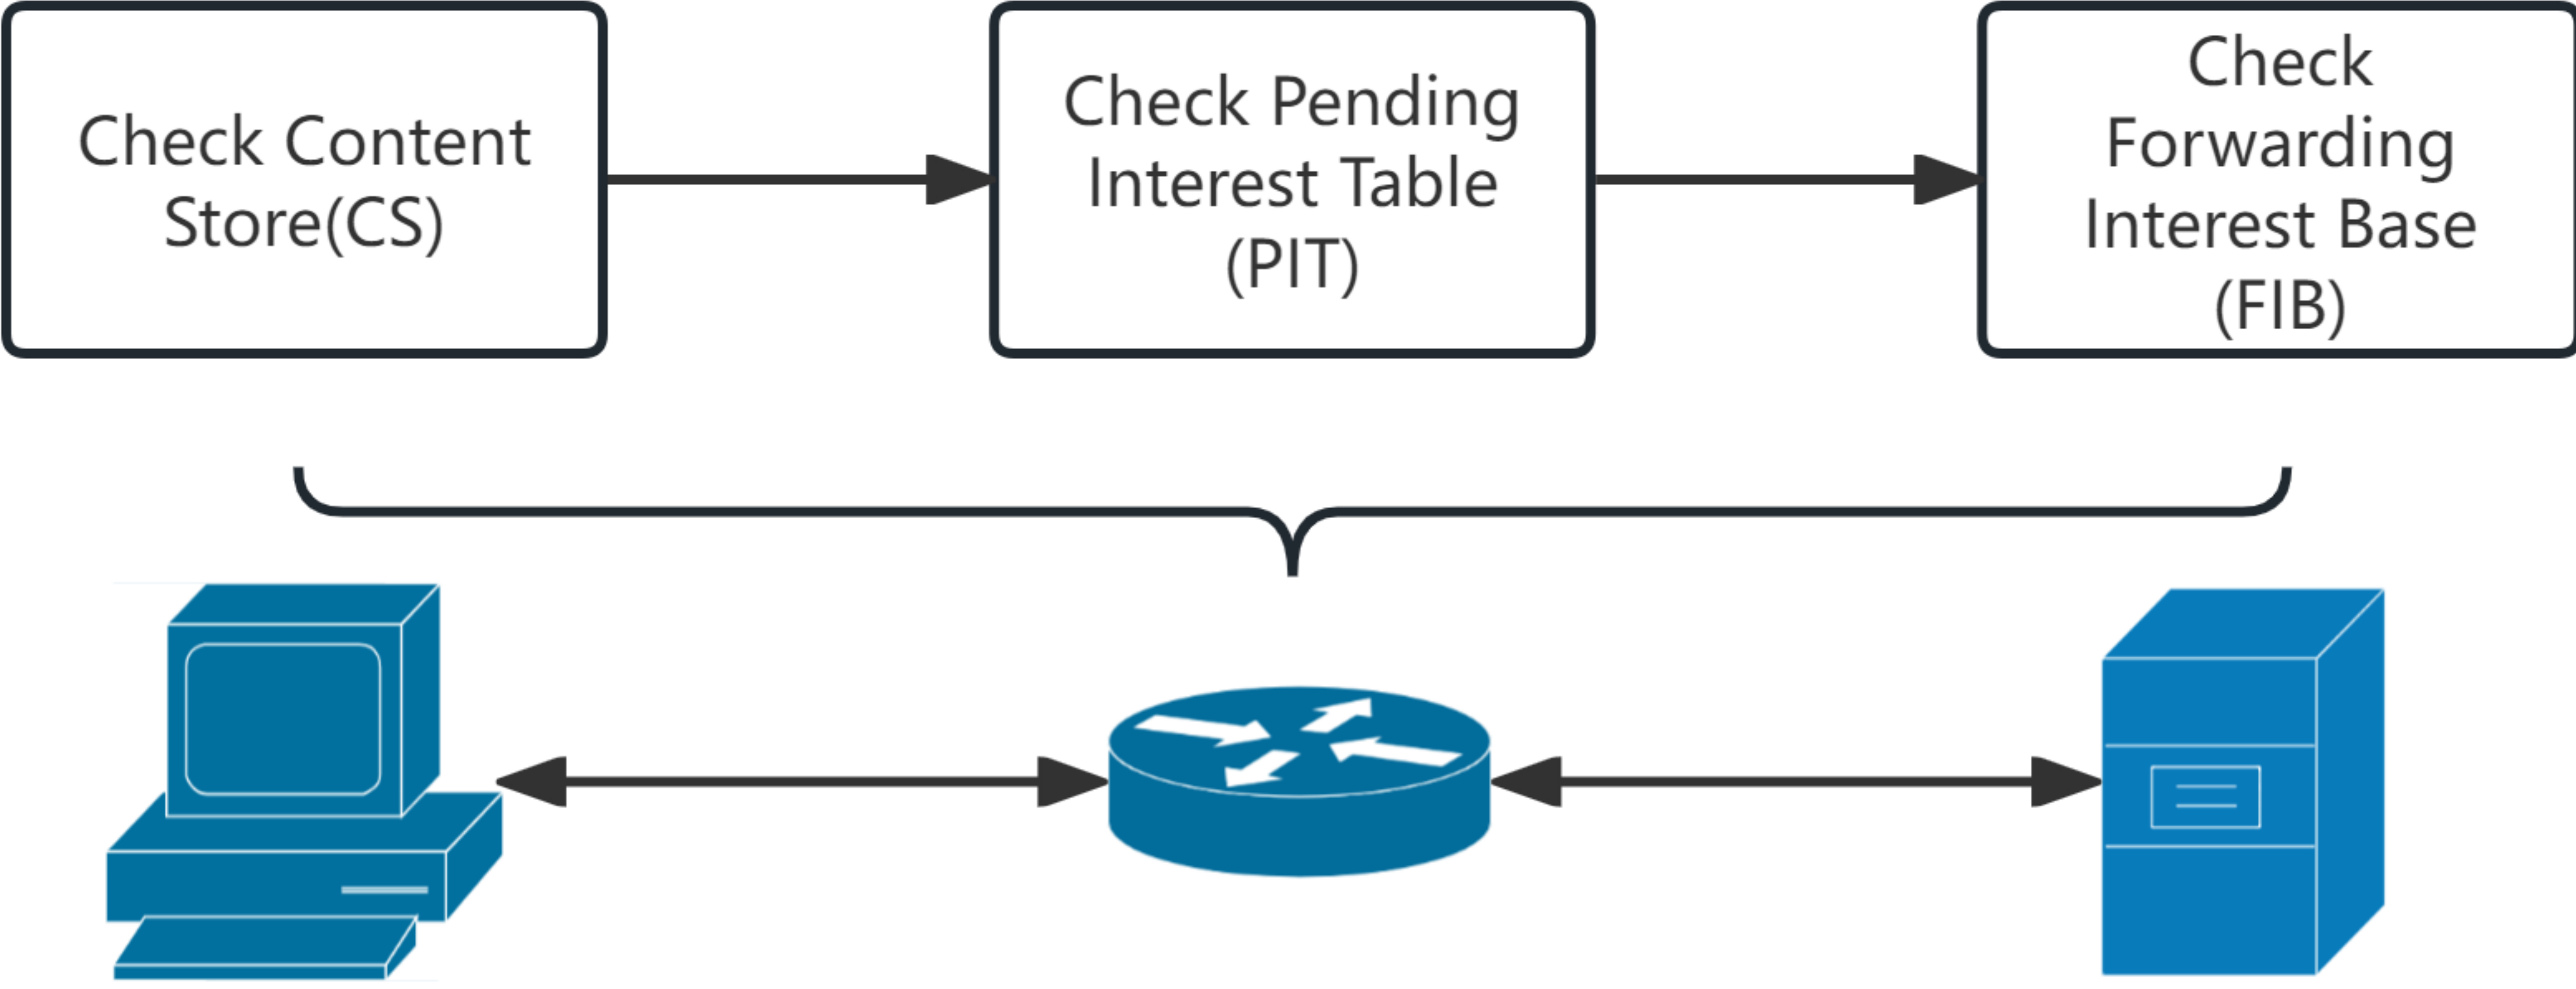 Check Content
Store(CS)
Check Pending
Interest Table
(PIT)
Check
Forwarding
Interest Base
(FIB)